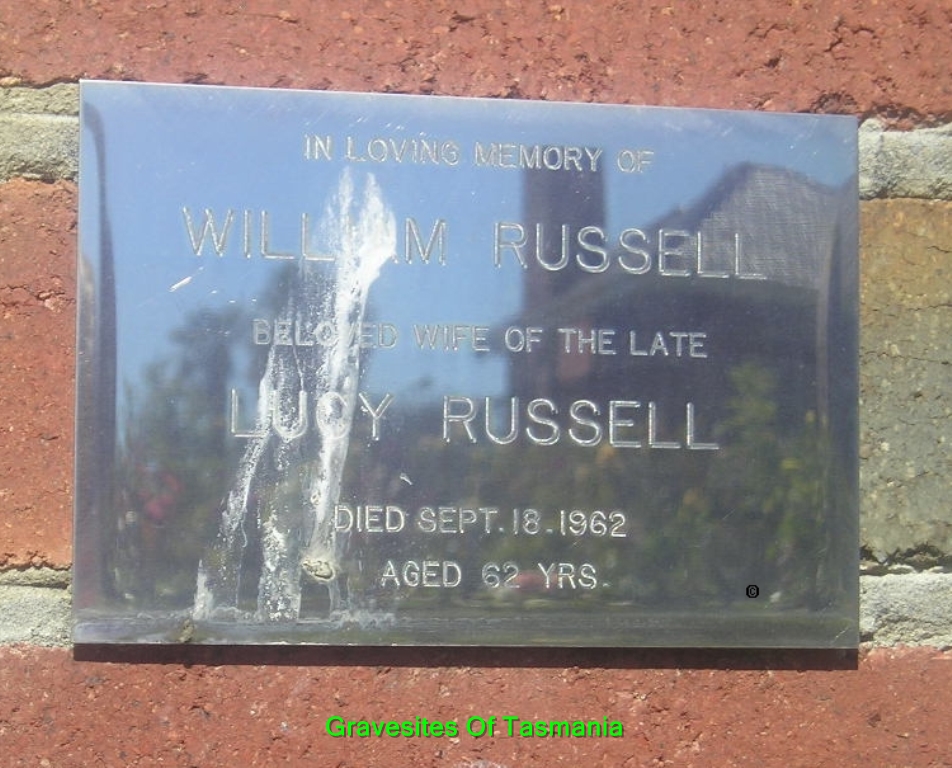 IN LOVING MEMORY OF
WILLIAM RUSSELL
BELOVED WIFE OF THE LATE
LUCY RUSSELL
DIED SEPT. 18. 1962
AGED 62 YRS.
©
Gravesites Of Tasmania